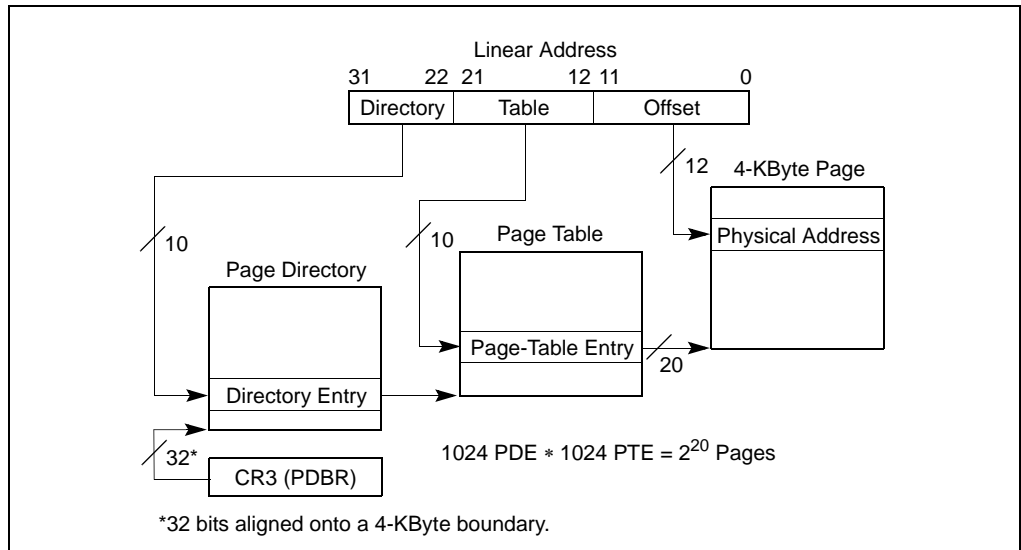 Linear Address
31 22 21 12 11 0
Directory Table Offset
12
4-KByte Page
Physical Address
10
10
Page Table
Page Directory
Page-Table Entry
20
Directory Entry
32*
1024 PDE ∗ 1024 PTE = 2²⁰ Pages
CR3 (PDBR)
*32 bits aligned onto a 4-KByte boundary.